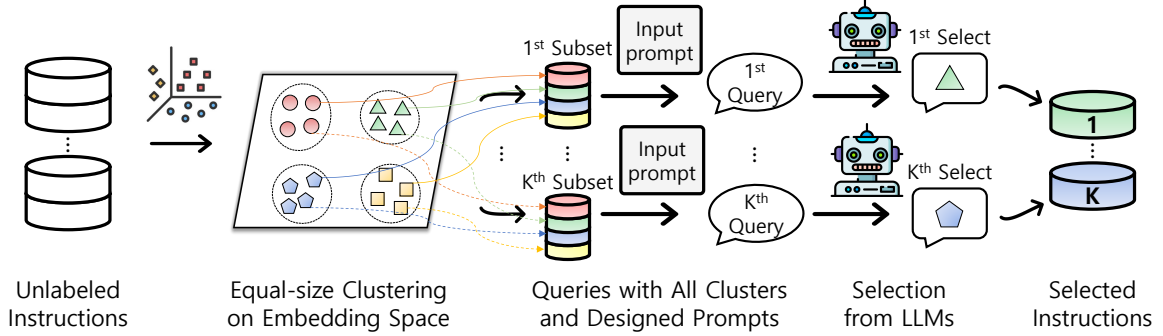 1st Subset
Input
prompt
1st
Query
1st Select
1
Kth Subset
Input
prompt
Kth
Query
Kth Select
K
Unlabeled
Instructions
Equal-size Clustering
on Embedding Space
Queries with All Clusters
and Designed Prompts
Selection
from LLMs
Selected
Instructions